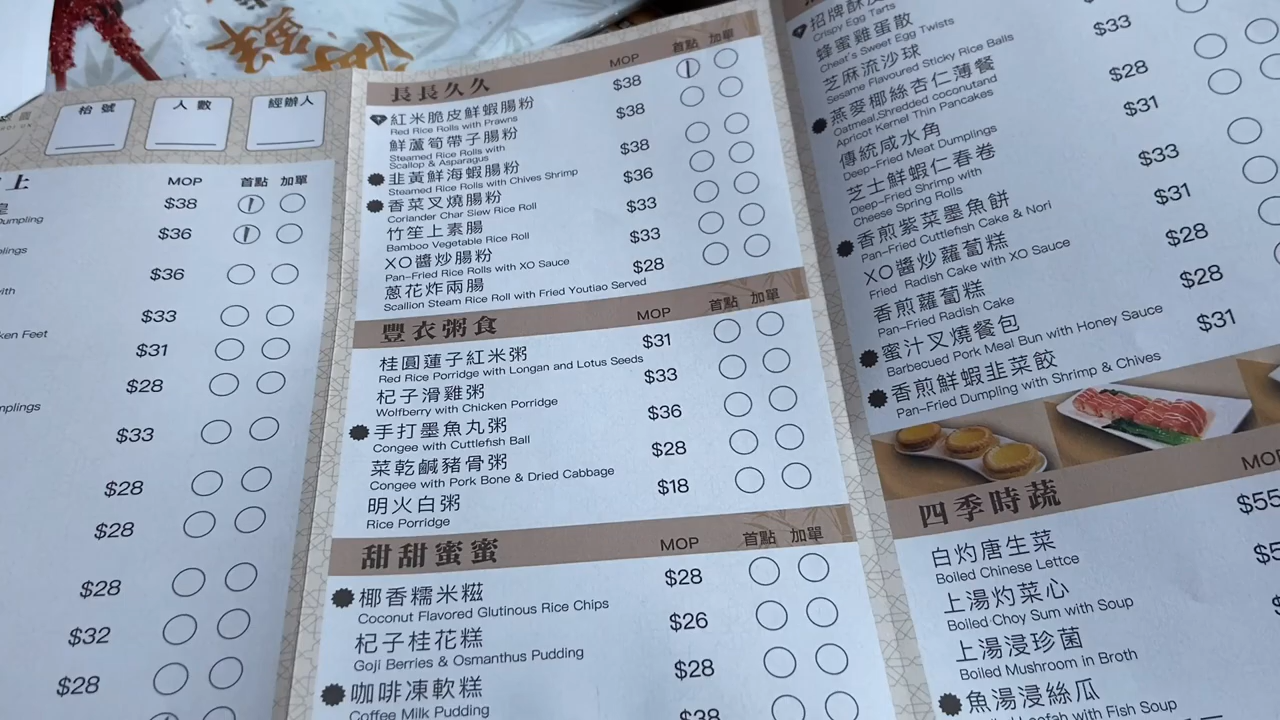 枱號
人數
經辦人
上
MOP 首點 加單
$38
Dumpling
$36
$36
$33
ken Feet
$31
$28
mplings
$33
$28
$28
$28
$32
$28
長長久久
MOP 首點 加單
紅米脆皮鮮蝦腸粉 $38
Red Rice Rolls with Prawns
鮮蘆筍帶子腸粉 $38
Steamed Rice Rolls with
Scallop & Asparagus
韭黃鮮海蝦腸粉 $38
Steamed Rice Rolls with Chives Shrimp
香菜叉燒腸粉 $36
Coriander Char Siew Rice Roll
竹笙上素腸 $33
Bamboo Vegetable Rice Roll
XO醬炒腸粉 $33
Pan-Fried Rice Rolls with XO Sauce
蔥花炸兩腸 $28
Scallion Steam Rice Roll with Fried Youtiao Served
豐衣粥食 MOP 首點 加單
桂圓蓮子紅米粥 $31
Red Rice Porridge with Longan and Lotus Seeds
杞子滑雞粥 $33
Wolfberry with Chicken Porridge
手打墨魚丸粥 $36
Congee with Cuttlefish Ball
菜乾鹹豬骨粥 $28
Congee with Pork Bone & Dried Cabbage
明火白粥 $18
Rice Porridge
甜甜蜜蜜 MOP 首點 加單
椰香糯米糍 $28
Coconut Flavored Glutinous Rice Chips
杞子桂花糕 $26
Goji Berries & Osmanthus Pudding
咖啡凍軟糕 $28
Coffee Milk Pudding
$38
招牌酥皮
Crispy Egg Tarts
蜂蜜雞蛋散 $33
Cheat's Sweet Egg Twists
芝麻流沙球 $28
Sesame Flavoured Sticky Rice Balls
燕麥椰絲杏仁薄餐 $31
Oatmeal,Shredded coconutand
Apricot Kernel Thin Pancakes
傳統咸水角
Deep-Fried Meat Dumplings
芝士鮮蝦仁春卷 $33
Deep-Fried Shrimp with
Cheese Spring Rolls
香煎紫菜墨魚餅 $31
Pan-Fried Cuttlefish Cake & Nori
XO醬炒蘿蔔糕 $28
Fried Radish Cake with XO Sauce
香煎蘿蔔糕 $28
Pan-Fried Radish Cake
蜜汁叉燒餐包 $31
Barbecued Pork Meal Bun with Honey Sauce
香煎鮮蝦韭菜餃
Pan-Fried Dumpling with Shrimp & Chives
四季時蔬 MOP
白灼唐生菜 $55
Boiled Chinese Lettce
上湯灼菜心
Boiled Choy Sum with Soup
上湯浸珍菌
Boiled Mushroom in Broth
魚湯浸絲瓜
Loofah with Fish Soup